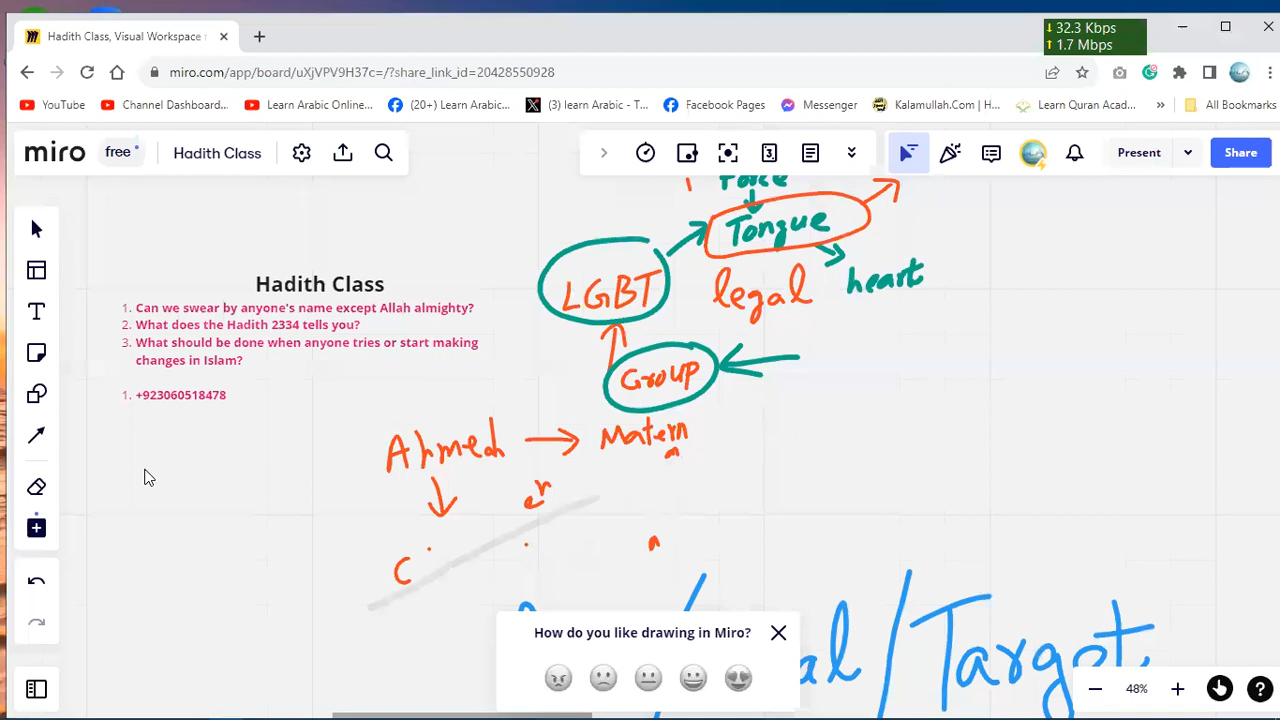 32.3 Kbps
1.7 Mbps
Hadith Class, Visual Workspace
miro.com/app/board/uXjVPV9H37c=/?share_link_id=20428550928
YouTube Channel Dashboard... Learn Arabic Online... (20+) Learn Arabic... (3) learn Arabic - T... Facebook Pages Messenger Kalamullah.Com | H... Learn Quran Acade... » All Bookmarks
miro free Hadith Class Present Share
Force
Tongue
heart
LGBT legal
Hadith Class
1. Can we swear by anyone's name except Allah almighty?
2. What does the Hadith 2334 tells you?
3. What should be done when anyone tries or start making
changes in Islam?
1. +923060518478
Group
Ahmed → Matern
a
er
a
C
al/Target
How do you like drawing in Miro?
48%